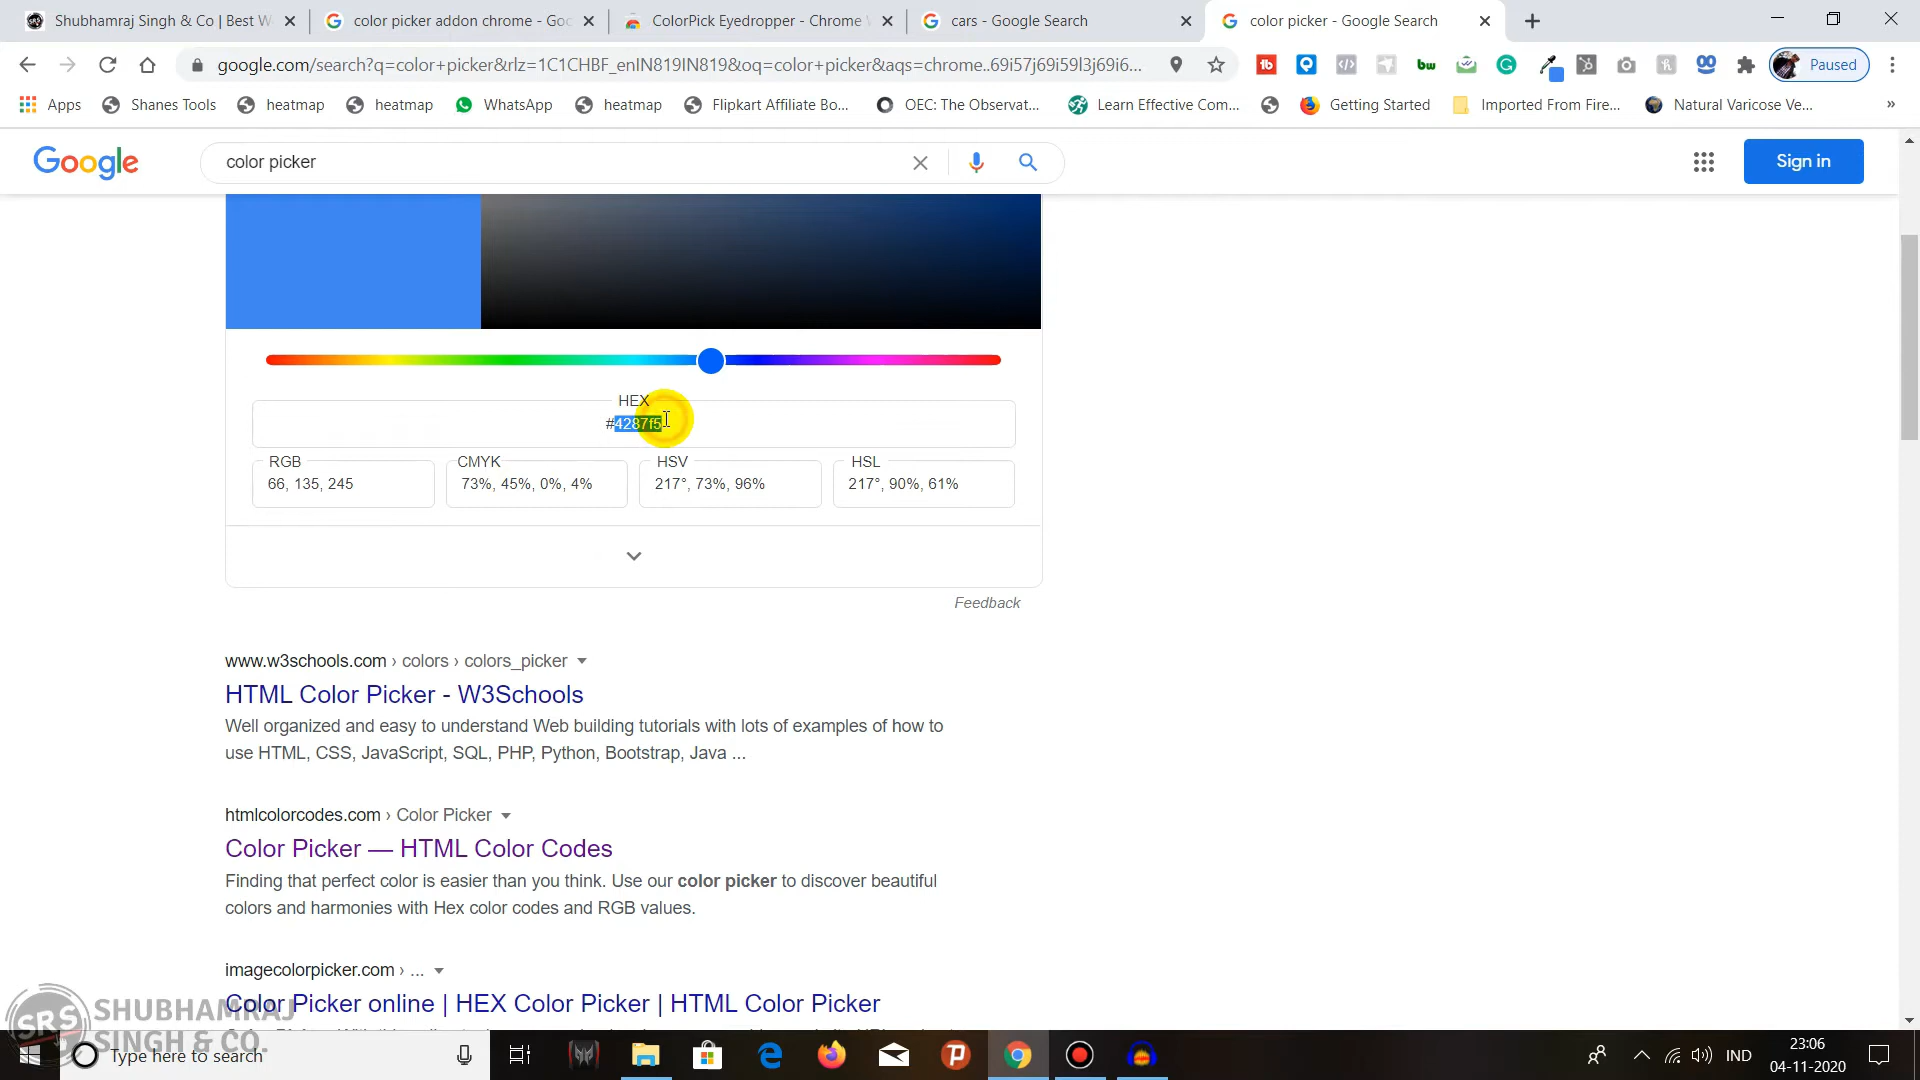 Shubhamraj Singh & Co | Best W
color picker addon chrome - Goo
ColorPick Eyedropper - Chrome W
cars - Google Search
color picker - Google Search
google.com/search?q=color+picker&rlz=1C1CHBF_enIN819IN819&oq=color+picker&aqs=chrome..69i57j69i59l3j69i6...
Paused
Apps
Shanes Tools
heatmap
heatmap
WhatsApp
heatmap
Flipkart Affiliate Bo...
OEC: The Observat...
Learn Effective Com...
Getting Started
Imported From Fire...
Natural Varicose Ve...
»
Google
color picker
Sign in
HEX
#4287f5
RGB
66, 135, 245
CMYK
73%, 45%, 0%, 4%
HSV
217°, 73%, 96%
HSL
217°, 90%, 61%
Feedback
www.w3schools.com › colors › colors_picker
HTML Color Picker - W3Schools
Well organized and easy to understand Web building tutorials with lots of examples of how to
use HTML, CSS, JavaScript, SQL, PHP, Python, Bootstrap, Java ...
htmlcolorcodes.com › Color Picker
Color Picker — HTML Color Codes
Finding that perfect color is easier than you think. Use our color picker to discover beautiful
colors and harmonies with Hex color codes and RGB values.
imagecolorpicker.com › ...
Color Picker online | HEX Color Picker | HTML Color Picker
SRS
SHUBHAMRAJ
SINGH & CO.
Type here to search
IND
23:06
04-11-2020